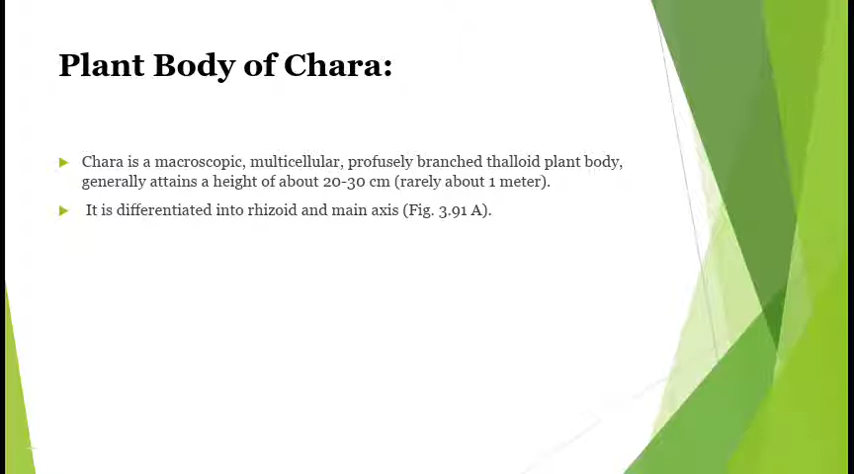 Plant Body of Chara:
Chara is a macroscopic, multicellular, profusely branched thalloid plant body,
generally attains a height of about 20-30 cm (rarely about 1 meter).
It is differentiated into rhizoid and main axis (Fig. 3.91 A).